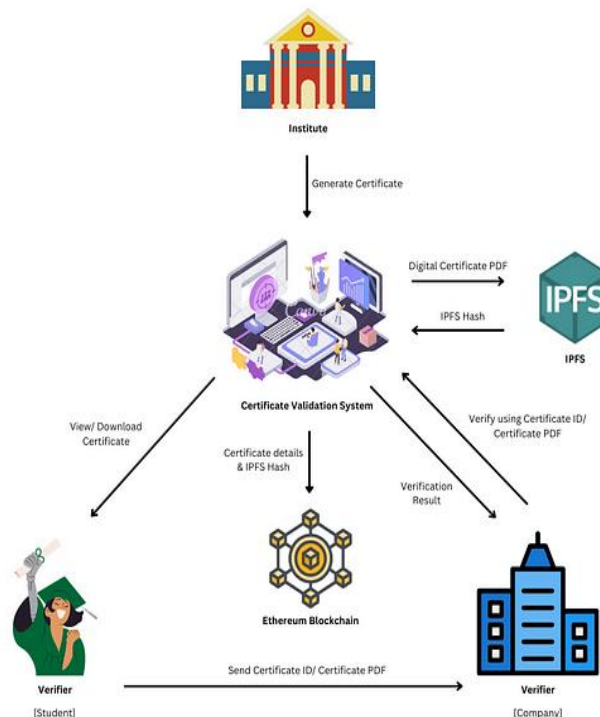 Institute
Generate Certificate
Digital Certificate PDF
IPFS
IPFS Hash
IPFS
Certificate Validation System
View/ Download
Certificate
Certificate details
& IPFS Hash
Verify using Certificate ID/
Certificate PDF
Verification
Result
Ethereum Blockchain
Send Certificate ID/ Certificate PDF
Verifier
[Student]
Verifier
[Company]